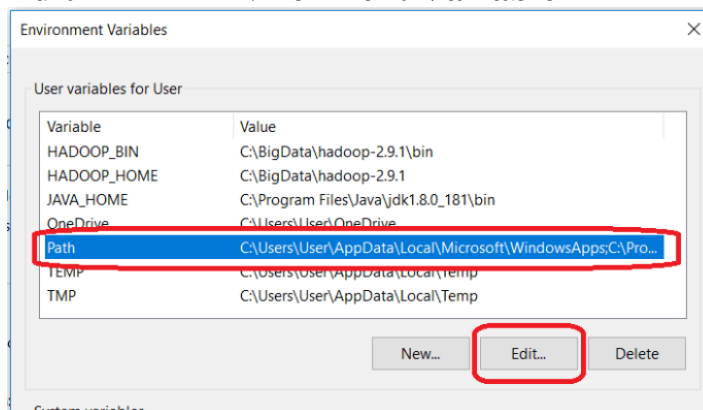 Environment Variables
User variables for User
Variable Value
HADOOP_BIN C:\BigData\hadoop-2.9.1\bin
HADOOP_HOME C:\BigData\hadoop-2.9.1
JAVA_HOME C:\Program Files\Java\jdk1.8.0_181\bin
OneDrive C:\Users\User\OneDrive
Path C:\Users\User\AppData\Local\Microsoft\WindowsApps;C:\Pro...
TEMP C:\Users\User\AppData\Local\Temp
TMP C:\Users\User\AppData\Local\Temp
New... Edit... Delete
System variables